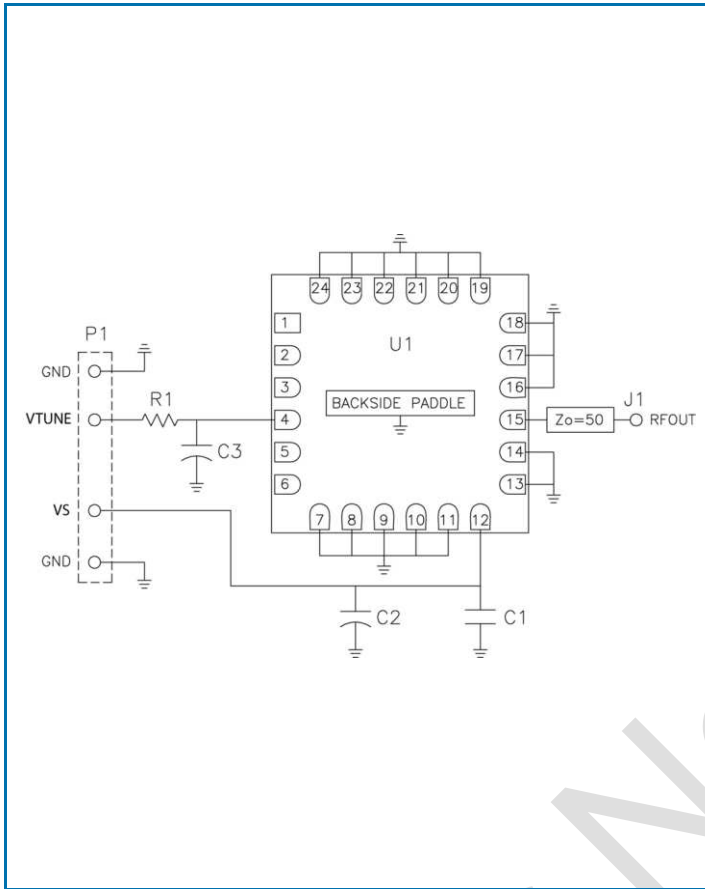 24 23 22 21 20 19
1 18
P1 U1
2 17
GND
3 16
R1 BACKSIDE PADDLE J1
VTUNE 4 15 Zo=50 RFOUT
C3 5 14
6 13
VS
7 8 9 10 11 12
GND
C2 C1